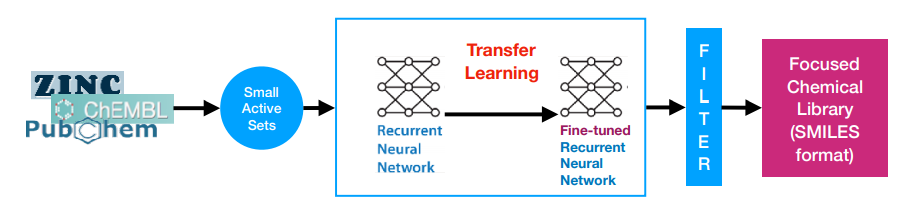 ZINC
ChEMBL
PubChem
Small
Active
Sets
Transfer
Learning
Recurrent
Neural
Network
Fine-tuned
Recurrent
Neural
Network
F
I
L
T
E
R
Focused
Chemical
Library
(SMILES
format)